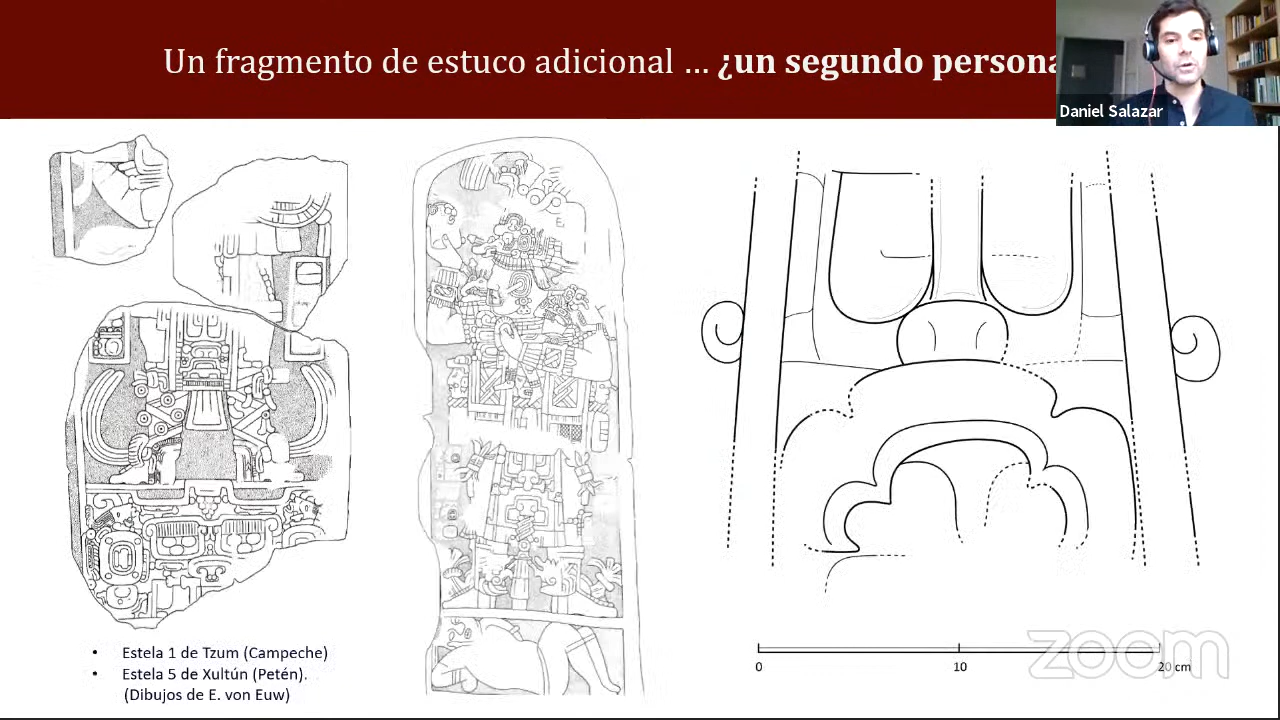 Un fragmento de estuco adicional ... ¿un segundo persona
Daniel Salazar
• Estela 1 de Tzum (Campeche)
• Estela 5 de Xultún (Petén).
(Dibujos de E. von Euw)
0 10 20 cm
zoom